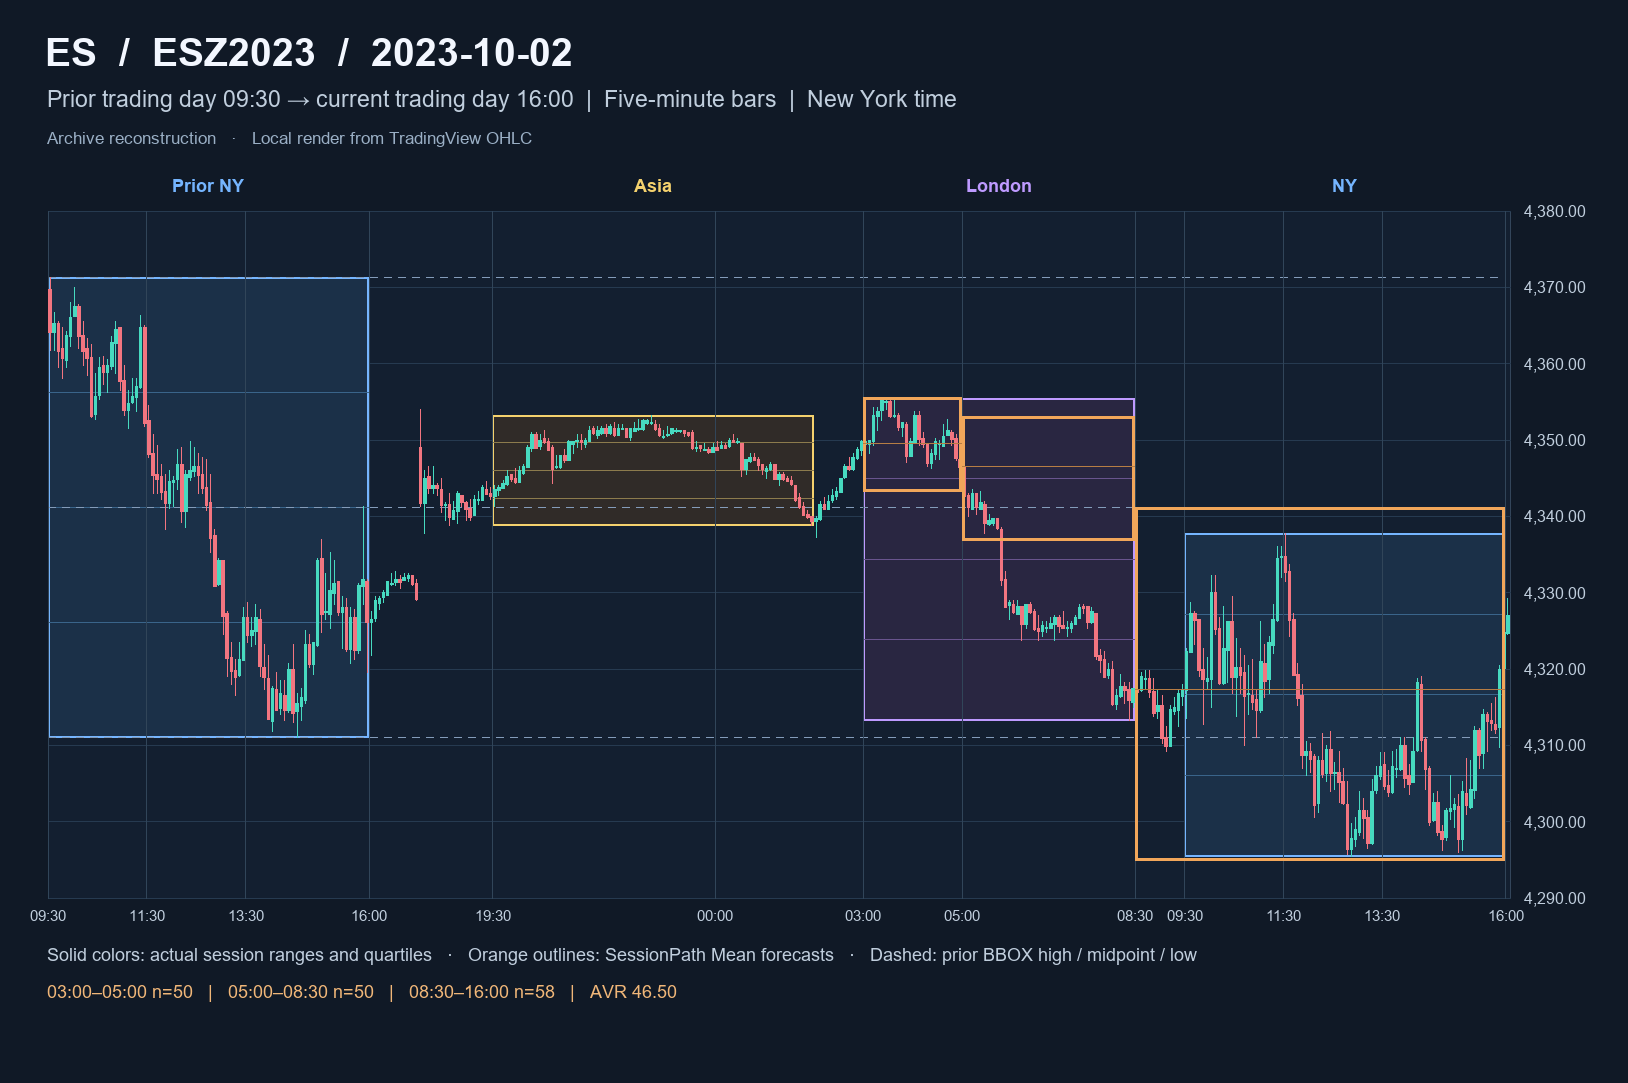 ES / ESZ2023 / 2023-10-02
Prior trading day 09:30 → current trading day 16:00 | Five-minute bars | New York time
Archive reconstruction · Local render from TradingView OHLC
Prior NY Asia London NY
4,380.00
4,370.00
4,360.00
4,350.00
4,340.00
4,330.00
4,320.00
4,310.00
4,300.00
4,290.00
09:30 11:30 13:30 16:00 19:30 00:00 03:00 05:00 08:30 09:30 11:30 13:30 16:00
Solid colors: actual session ranges and quartiles · Orange outlines: SessionPath Mean forecasts · Dashed: prior BBOX high / midpoint / low
03:00–05:00 n=50 | 05:00–08:30 n=50 | 08:30–16:00 n=58 | AVR 46.50